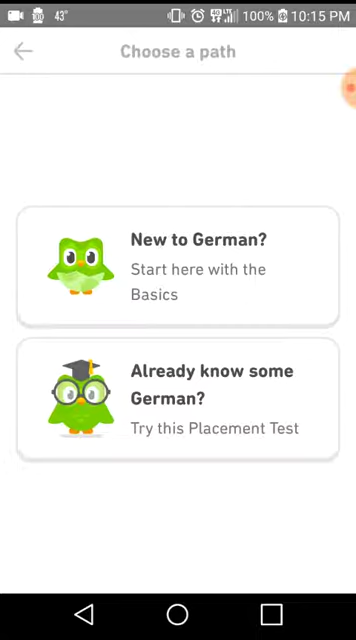 43° 100% 10:15 PM
Choose a path
New to German?
Start here with the
Basics
Already know some
German?
Try this Placement Test